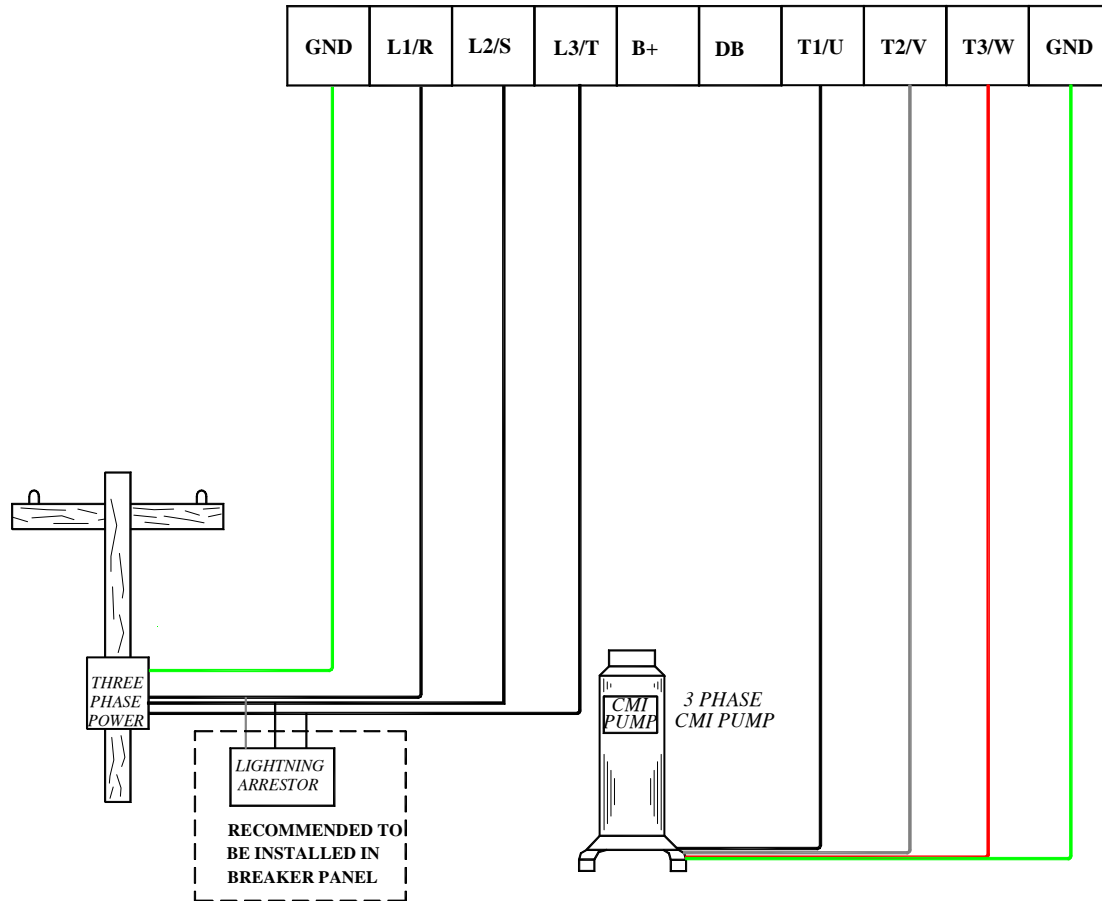 GND L1/R L2/S L3/T B+ DB T1/U T2/V T3/W GND
THREE
PHASE
POWER
LIGHTNING
ARRESTOR
RECOMMENDED TO
BE INSTALLED IN
BREAKER PANEL
CMI
PUMP
3 PHASE
CMI PUMP